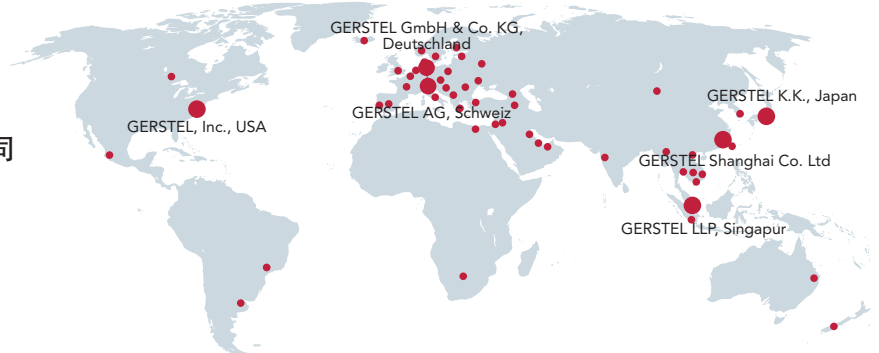 GERSTEL GmbH & Co. KG,
Deutschland
GERSTEL K.K., Japan
GERSTEL AG, Schweiz
GERSTEL, Inc., USA
司
GERSTEL Shanghai Co. Ltd
GERSTEL LLP, Singapur